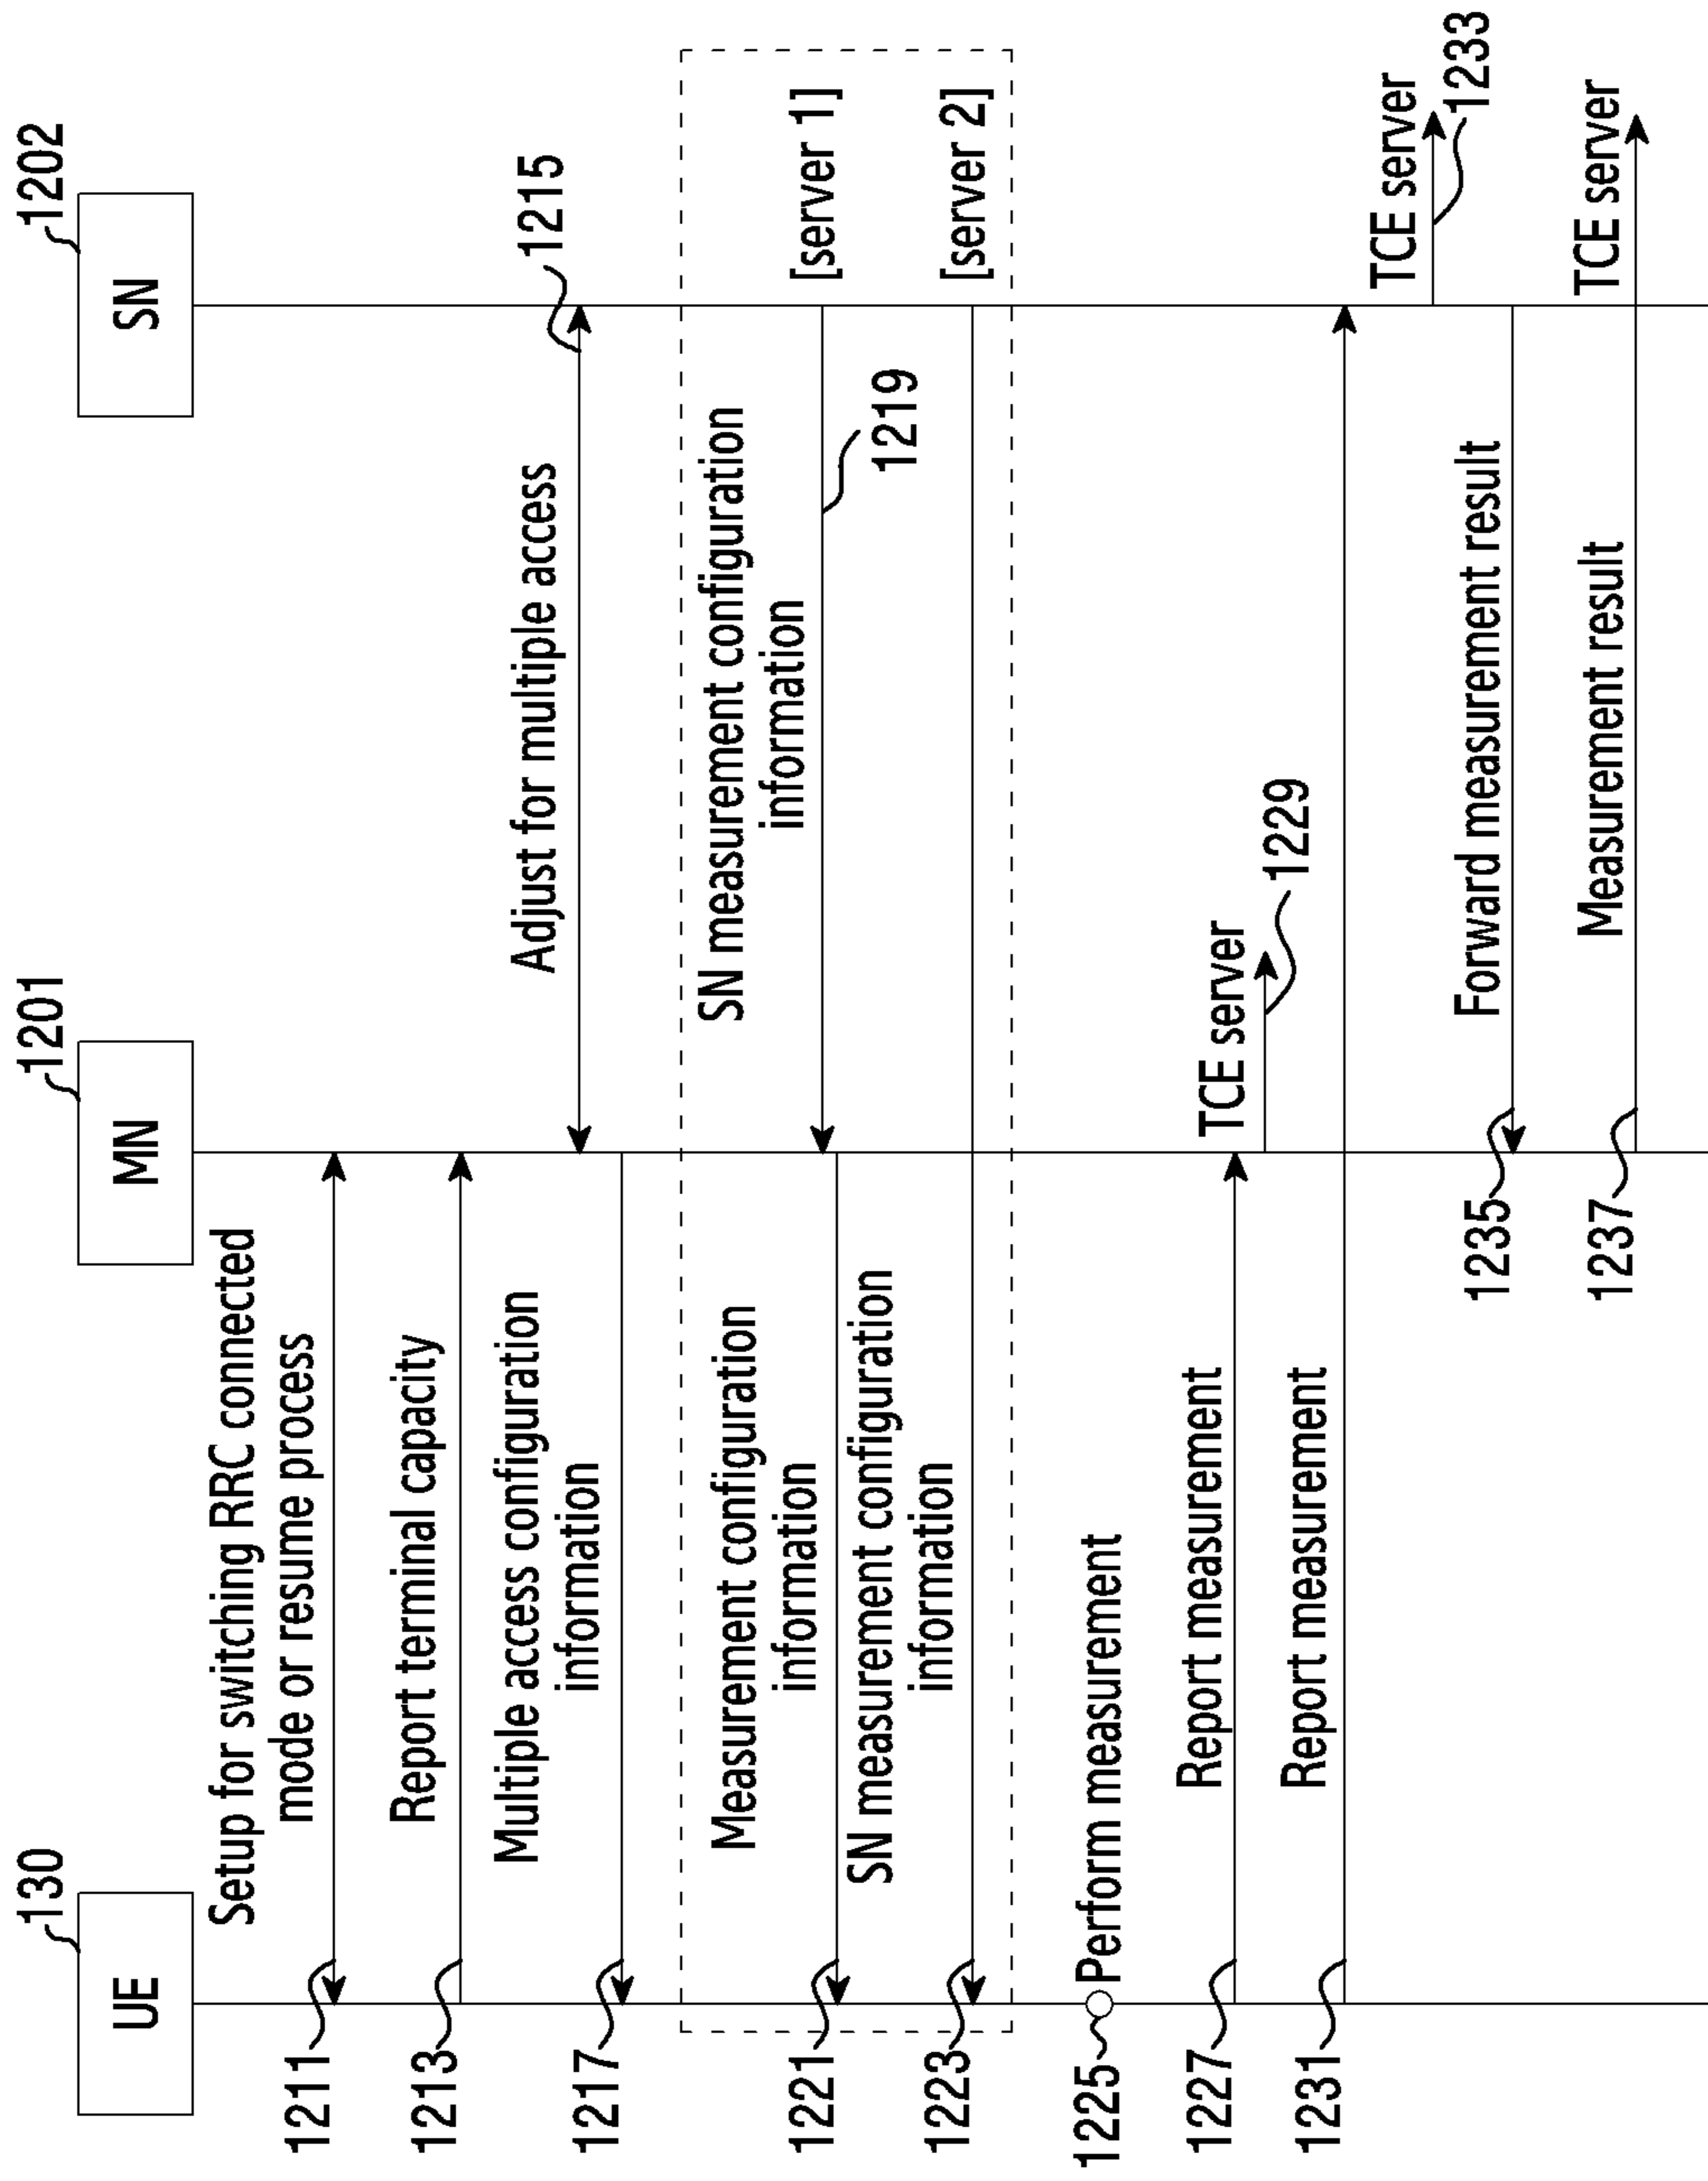 130
1201
1202
UE
MN
SN
Setup for switching RRC connected
mode or resume process
1211
Report terminal capacity
1213
Adjust for multiple access
1215
Multiple access configuration
information
1217
SN measurement configuration
information
[server 1]
1219
Measurement configuration
information
1221
SN measurement configuration
information
[server 2]
1223
Perform measurement
1225
Report measurement
1227
TCE server
1229
Report measurement
1231
TCE server
1233
Forward measurement result
1235
Measurement result
TCE server
1237